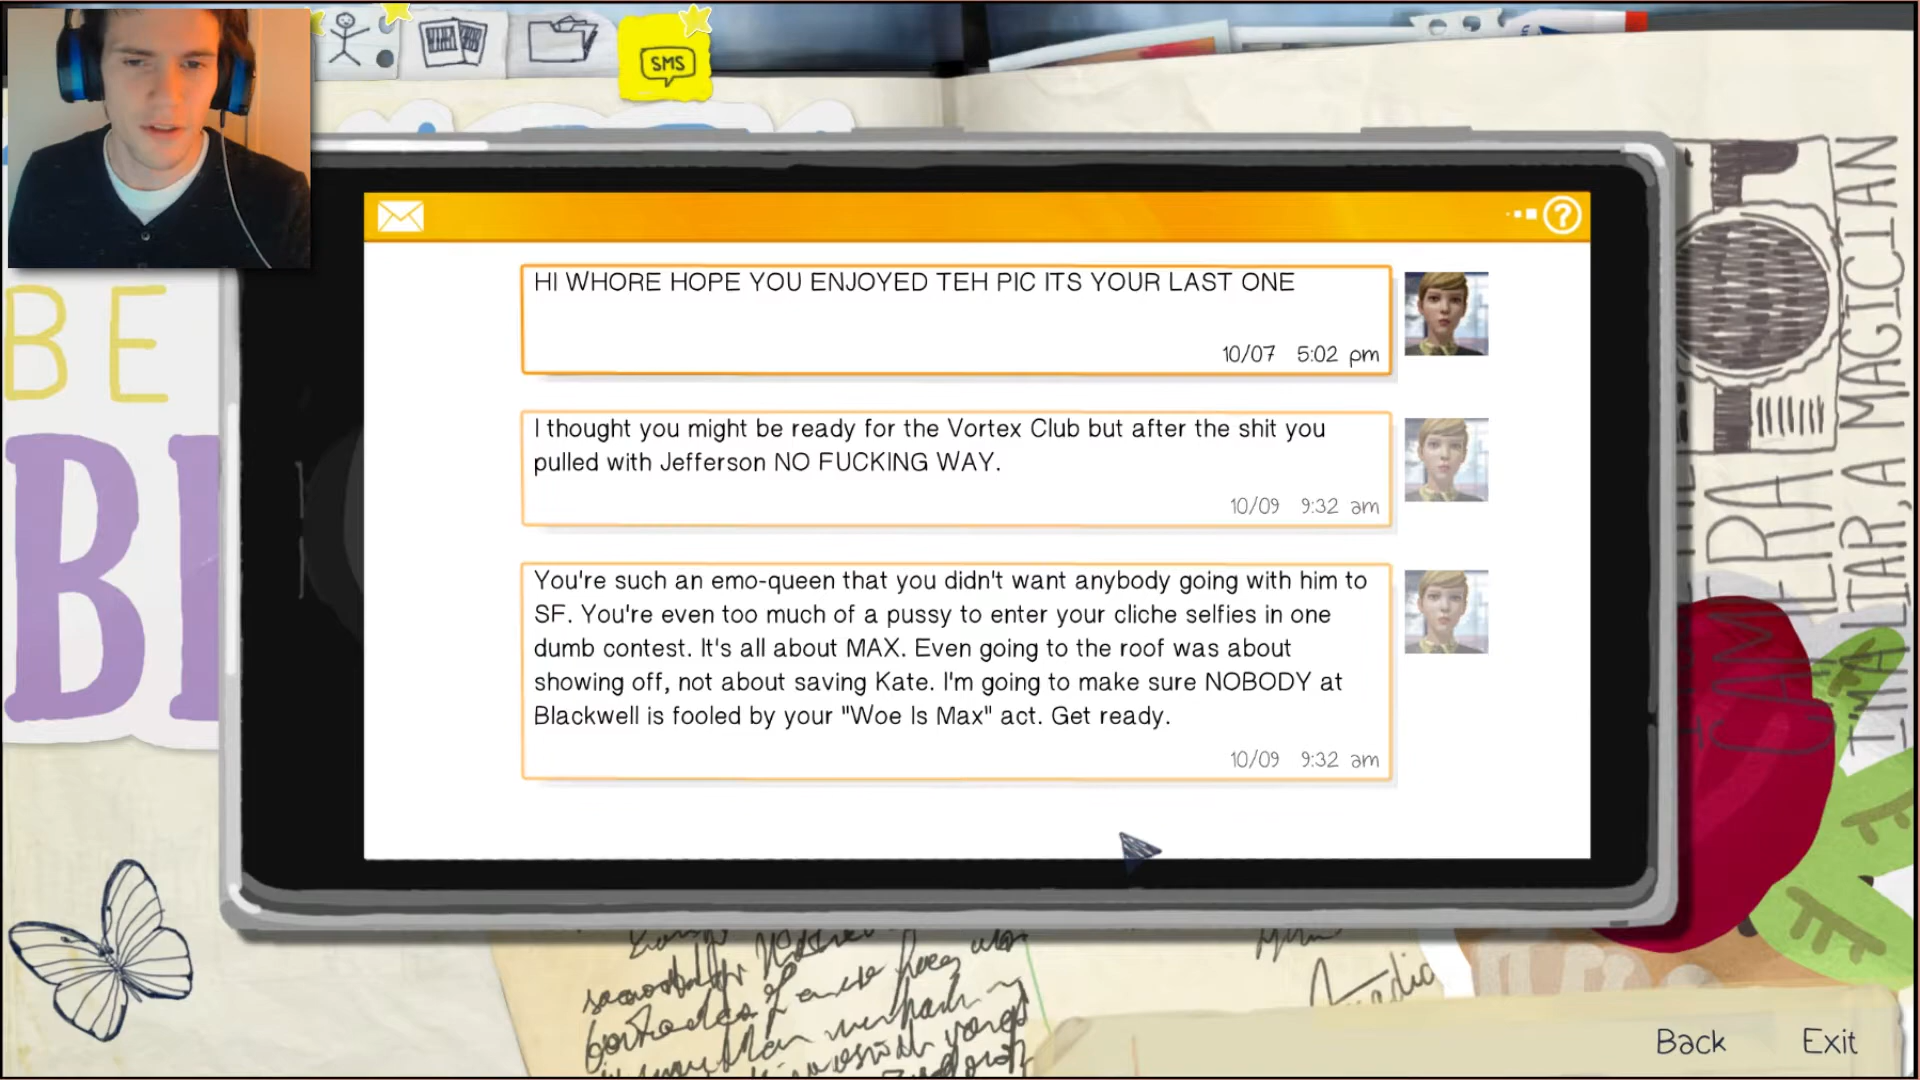 SMS
HI WHORE HOPE YOU ENJOYED TEH PIC ITS YOUR LAST ONE
10/07 5:02 pm
I thought you might be ready for the Vortex Club but after the shit you
pulled with Jefferson NO FUCKING WAY.
10/09 9:32 am
You're such an emo-queen that you didn't want anybody going with him to
SF. You're even too much of a pussy to enter your cliche selfies in one
dumb contest. It's all about MAX. Even going to the roof was about
showing off, not about saving Kate. I'm going to make sure NOBODY at
Blackwell is fooled by your "Woe Is Max" act. Get ready.
10/09 9:32 am
BE
CAMERA
A MAGICIAN
Back Exit